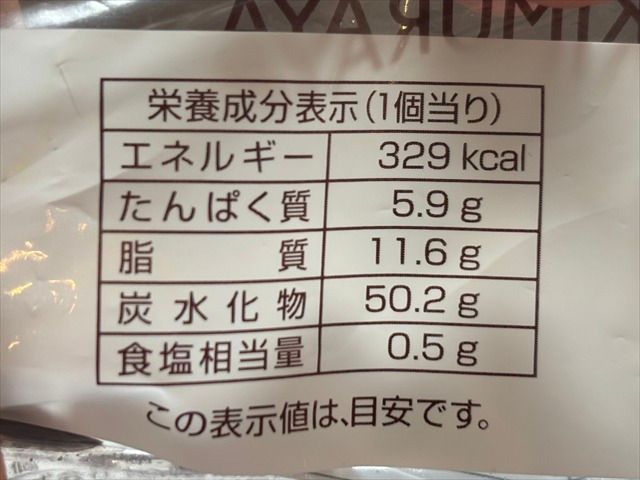 KIMURAYA
栄養成分表示(1個当り)
エネルギー 329 kcal
たんぱく質 5.9 g
脂質 11.6 g
炭水化物 50.2 g
食塩相当量 0.5 g
この表示値は、目安です。